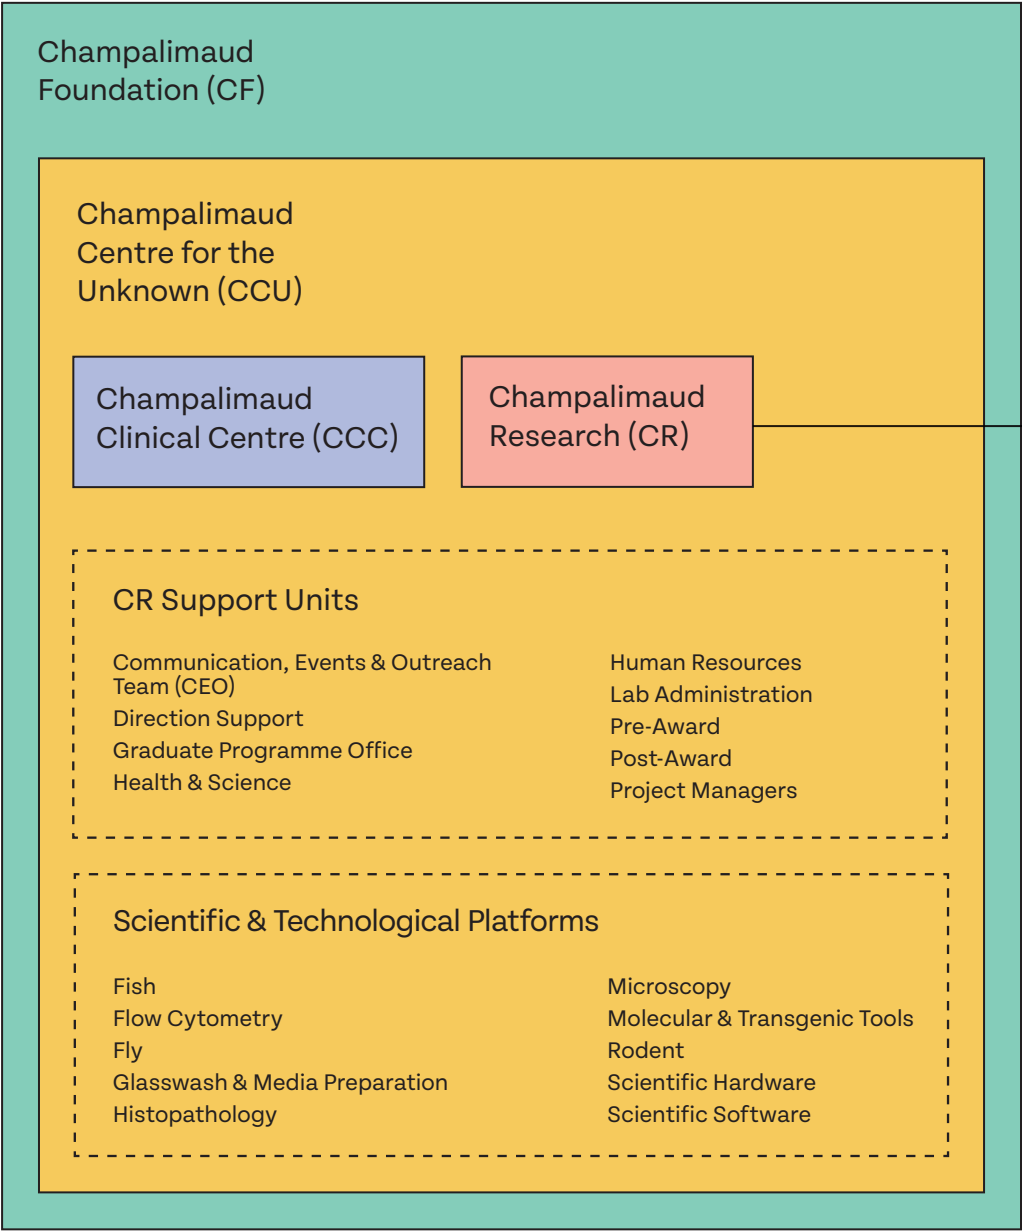 Champalimaud
Foundation (CF)
Champalimaud
Centre for the
Unknown (CCU)
Champalimaud
Clinical Centre (CCC)
Champalimaud
Research (CR)
CR Support Units
Communication, Events & Outreach
Team (CEO)
Direction Support
Graduate Programme Office
Health & Science
Human Resources
Lab Administration
Pre-Award
Post-Award
Project Managers
Scientific & Technological Platforms
Fish
Flow Cytometry
Fly
Glasswash & Media Preparation
Histopathology
Microscopy
Molecular & Transgenic Tools
Rodent
Scientific Hardware
Scientific Software